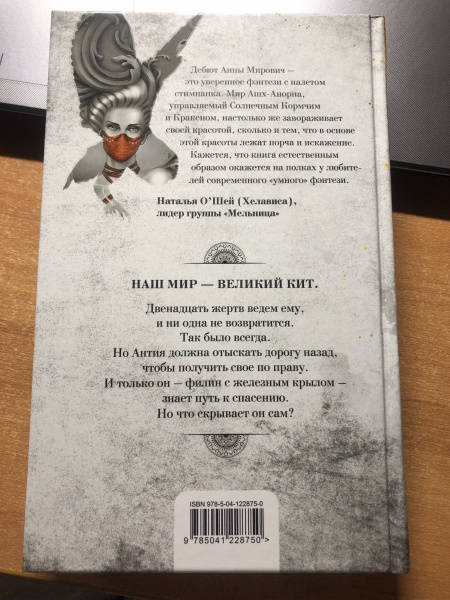 Дебют Анны Мирович —
это уверенное фэнтези с налетом
стимпанка. Мир Ашх-Анорна,
управляемый Солнечным Кормчим
и Кракеном, настолько же завораживает
своей красотой, сколько и тем, что в основе
этой красоты лежат порча и искажение.
Кажется, что книга естественным
образом окажется на полках у любите-
лей современного «умного» фэнтези.
Наталья О’Шей (Хелависа),
лидер группы «Мельница»
НАШ МИР — ВЕЛИКИЙ КИТ.
Двенадцать жертв ведем ему,
и ни одна не возвратится.
Так было всегда.
Но Антия должна отыскать дорогу назад,
чтобы получить свое по праву.
И только он — филин с железным крылом —
знает путь к спасению.
Но что скрывает он сам?
ISBN 978-5-04-122875-0
9 785041 228750 >